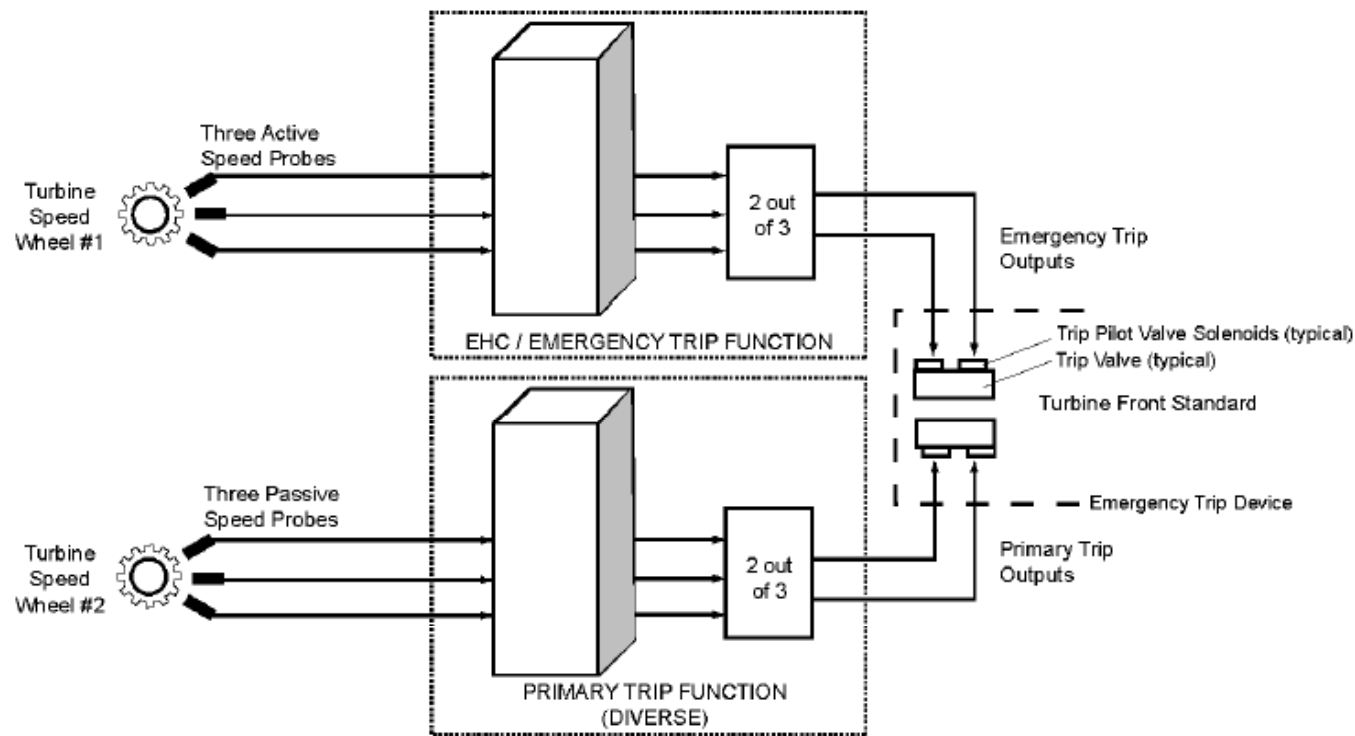 Three Active
Speed Probes
Turbine
Speed
Wheel #1
2 out
of 3
Emergency Trip
Outputs
EHC / EMERGENCY TRIP FUNCTION
Trip Pilot Valve Solenoids (typical)
Trip Valve (typical)
Turbine Front Standard
Three Passive
Speed Probes
Turbine
Speed
Wheel #2
2 out
of 3
Emergency Trip Device
Primary Trip
Outputs
PRIMARY TRIP FUNCTION
(DIVERSE)